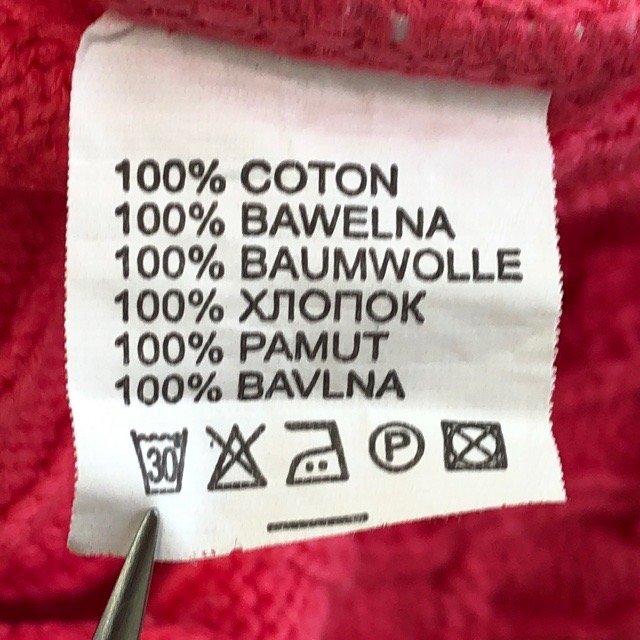 100% COTON
100% BAWELNA
100% BAUMWOLLE
100% ХЛОПОК
100% PAMUT
100% BAVLNA
30 P